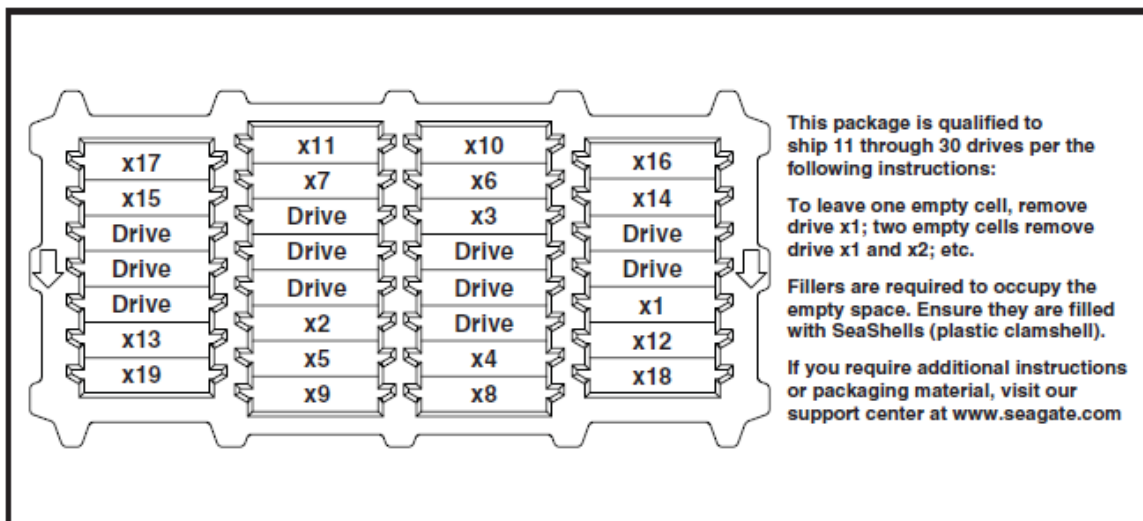 x17
x15
Drive
Drive
Drive
x13
x19
x11
x7
Drive
Drive
Drive
x2
x5
x9
x10
x6
x3
Drive
Drive
Drive
x4
x8
x16
x14
Drive
Drive
x1
x12
x18
This package is qualified to
ship 11 through 30 drives per the
following instructions:
To leave one empty cell, remove
drive x1; two empty cells remove
drive x1 and x2; etc.
Fillers are required to occupy the
empty space. Ensure they are filled
with SeaShells (plastic clamshell).
If you require additional instructions
or packaging material, visit our
support center at www.seagate.com